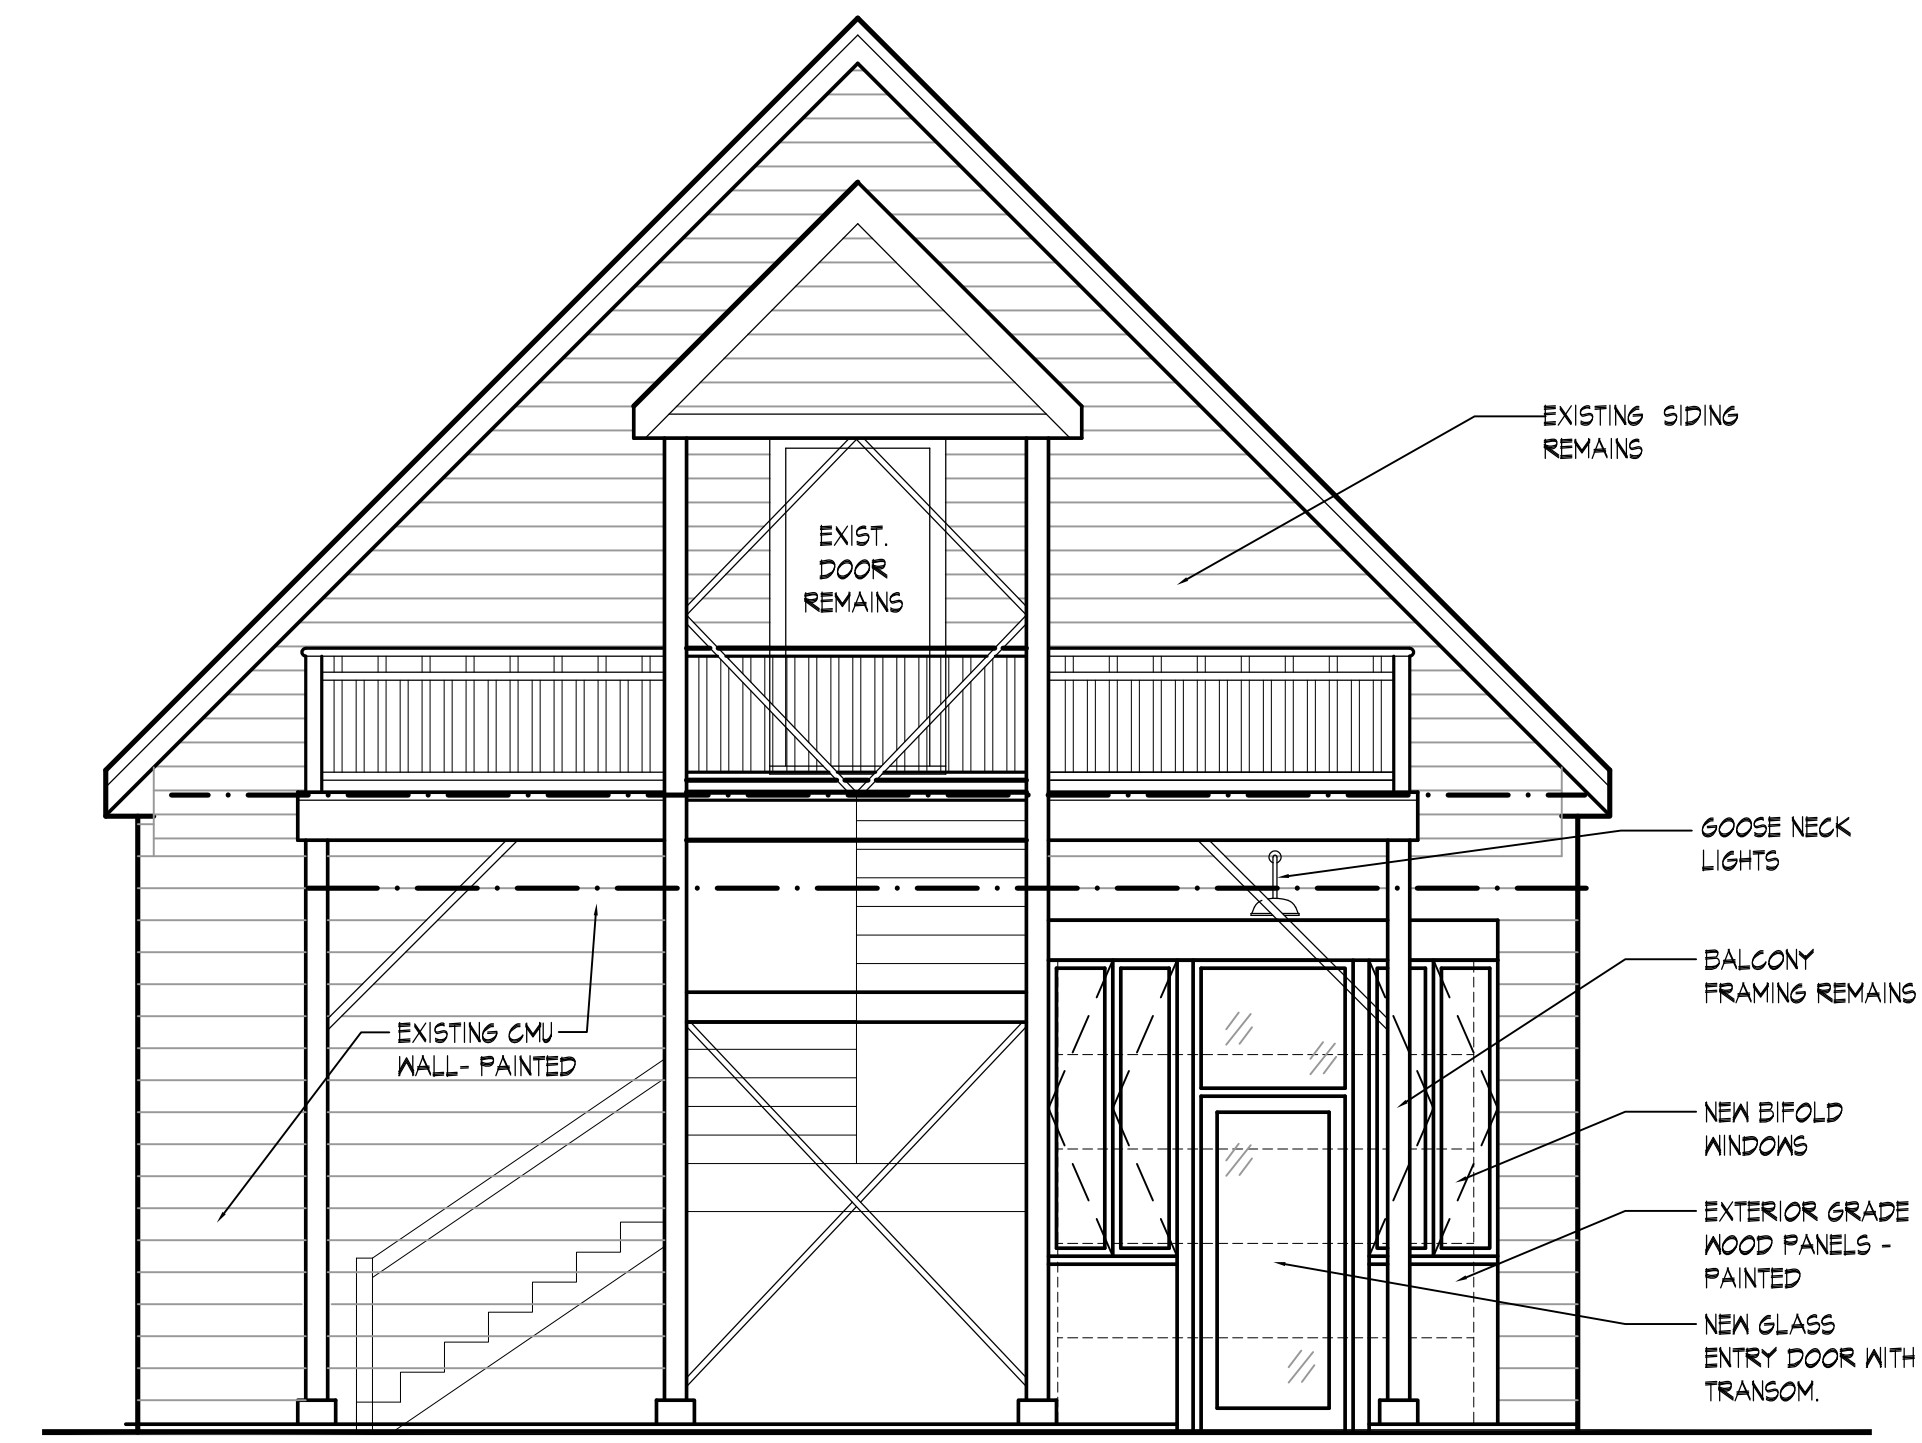 EXISTING SIDING
REMAINS
EXIST.
DOOR
REMAINS
GOOSE NECK
LIGHTS
BALCONY
FRAMING REMAINS
EXISTING CMU
WALL- PAINTED
NEW BIFOLD
WINDOWS
EXTERIOR GRADE
WOOD PANELS -
PAINTED
NEW GLASS
ENTRY DOOR WITH
TRANSOM.